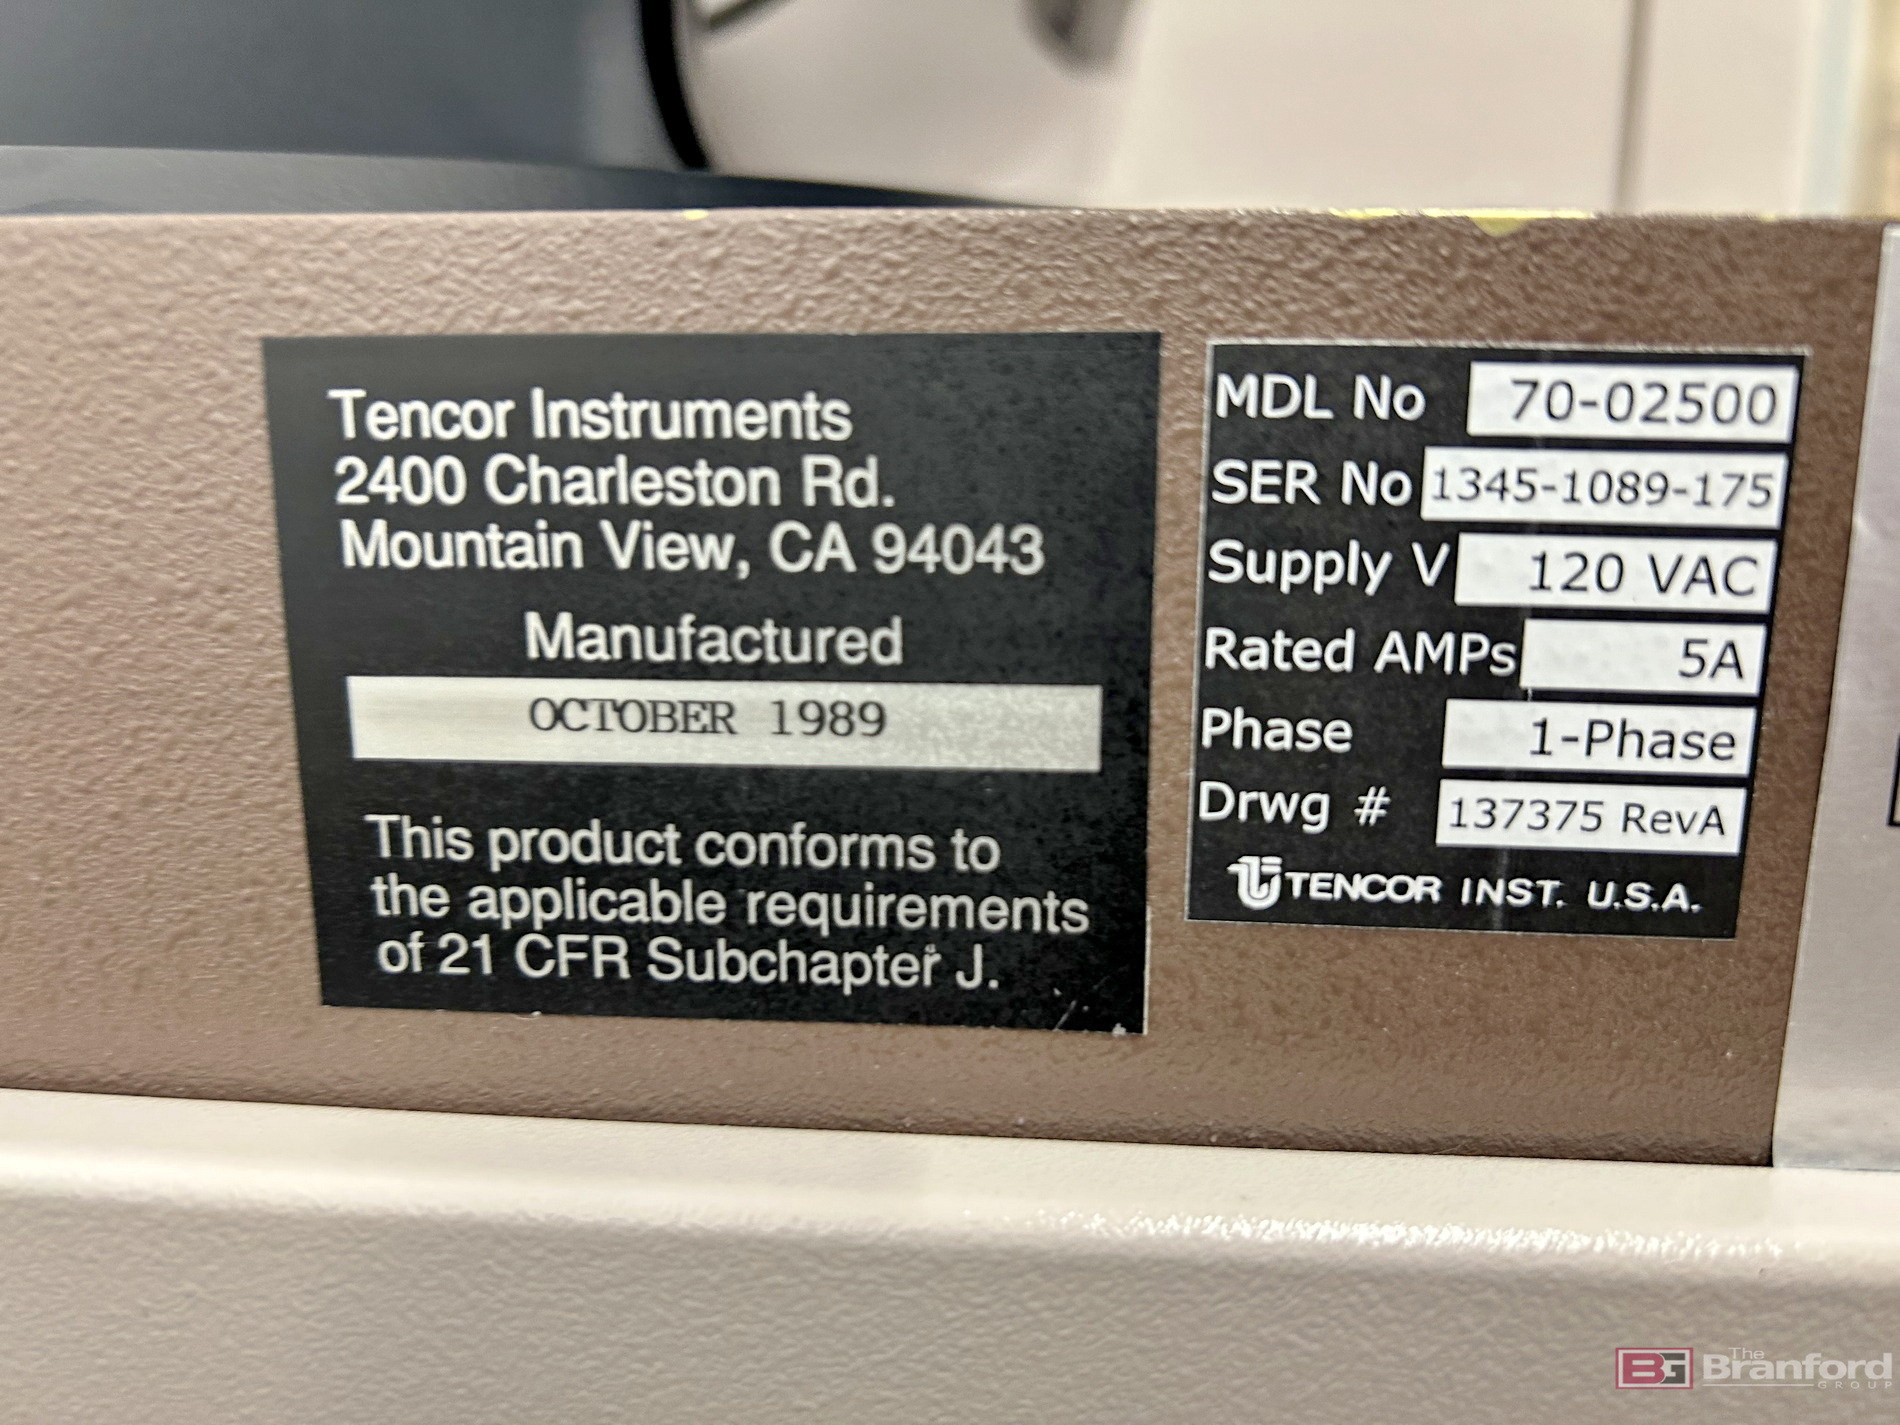 Tencor Instruments
2400 Charleston Rd.
Mountain View, CA 94043
Manufactured
OCTOBER 1989
This product conforms to
the applicable requirements
of 21 CFR Subchapter J.
MDL No 70-02500
SER No 1345-1089-175
Supply V 120 VAC
Rated AMPs 5A
Phase 1-Phase
Drwg # 137375 RevA
TENCOR INST. U.S.A.
BG The
Branford
GROUP